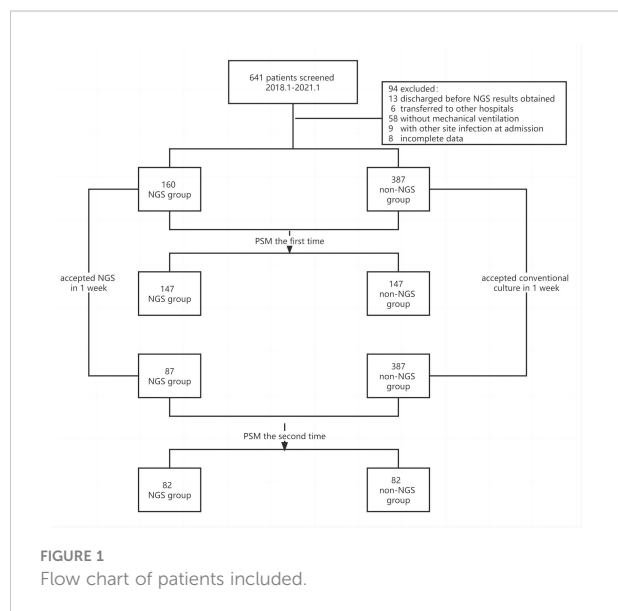 641 patients screened
2018.1-2021.1
94 excluded:
13 discharged before NGS results obtained
6 transferred to other hospitals
58 without mechanical ventilation
9 with other site infection at admission
8 incomplete data
160
NGS group
387
non-NGS
group
PSM the first time
accepted NGS
in 1 week
147
NGS group
147
non-NGS
group
accepted conventional
culture in 1 week
87
NGS group
387
non-NGS
group
PSM the second time
82
NGS group
82
non-NGS
group
FIGURE 1
Flow chart of patients included.